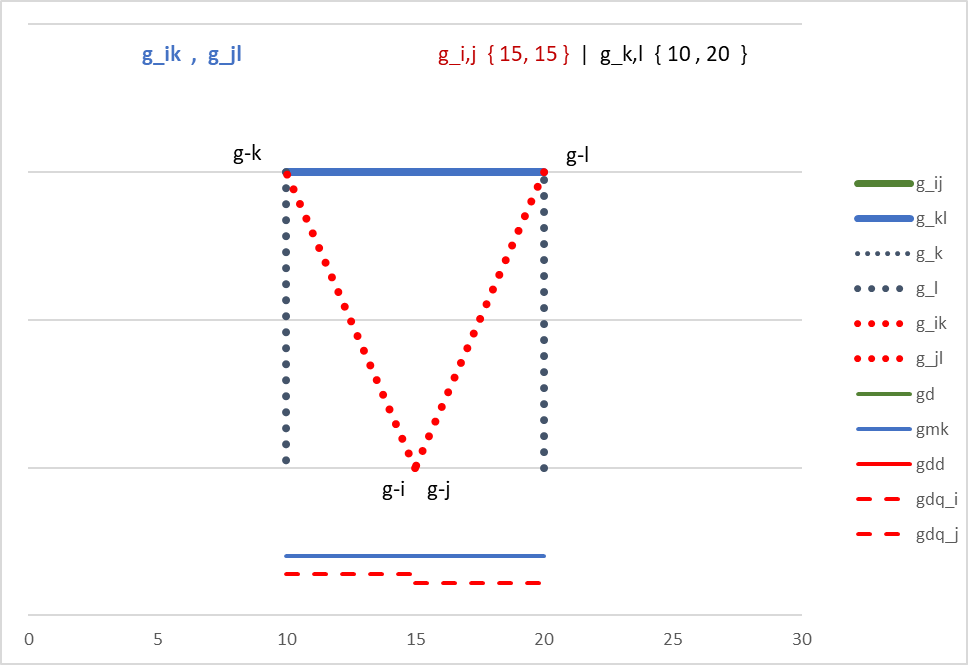 g_ik , g_jl
g_i,j { 15, 15 } | g_k,l { 10 , 20 }
g-k
g-l
g-i
g-j
0
5
10
15
20
25
30
g_ij
g_kl
g_k
g_l
g_ik
g_jl
gd
gmk
gdd
gdq_i
gdq_j